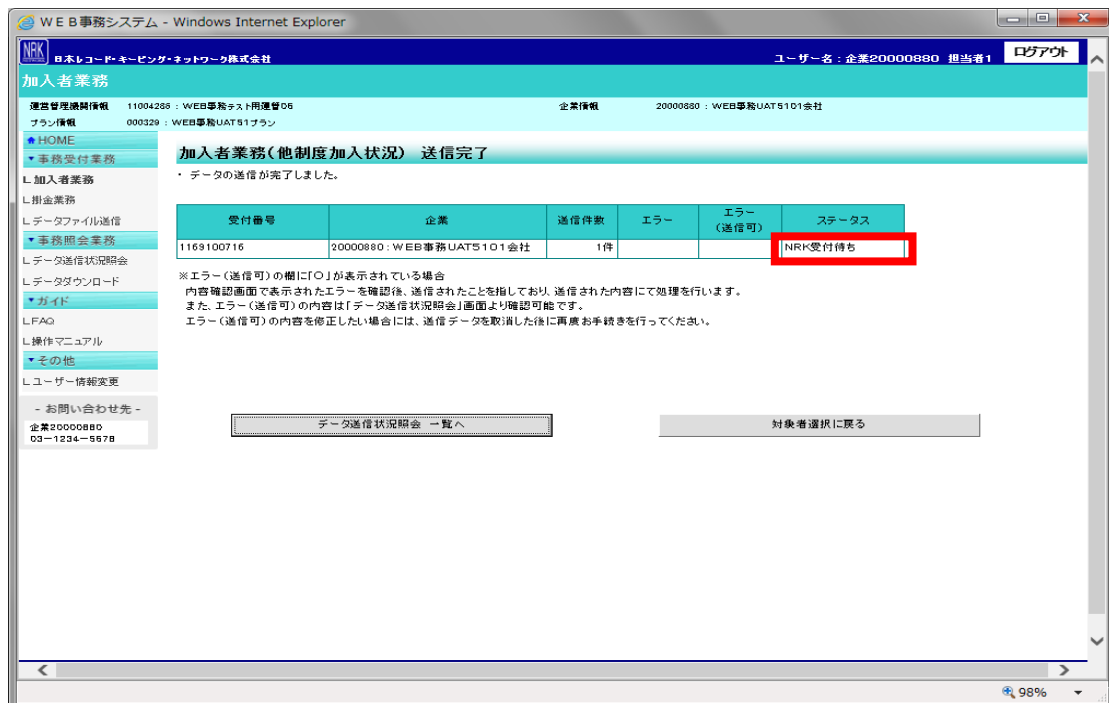 WEB事務システム - Windows Internet Explorer
NRK 日本レコード・キーピング・ネットワーク株式会社 ユーザー名：企業20000880 担当者1 ログアウト
加入者業務
運営管理機関情報 11004286：WEB事務テスト用運管06 企業情報 20000880：WEB事務UAT5101会社
プラン情報 000329：WEB事務UAT51プラン
HOME
▼事務受付業務
L 加入者業務
L 掛金業務
L データファイル送信
▼事務照会業務
L データ送信状況照会
L データダウンロード
▼ガイド
L FAQ
L 操作マニュアル
▼その他
L ユーザー情報変更
- お問い合わせ先 -
企業20000880
03－1234－5678
加入者業務(他制度加入状況) 送信完了
・ データの送信が完了しました。
受付番号 企業 送信件数 エラー エラー(送信可) ステータス
1169100716 20000880：WEB事務UAT5101会社 1件 NRK受付待ち
※エラー(送信可)の欄に「○」が表示されている場合
内容確認画面で表示されたエラーを確認後、送信されたことを指しており、送信された内容にて処理を行います。
また、エラー(送信可)の内容は「データ送信状況照会」画面より確認可能です。
エラー(送信可)の内容を修正したい場合には、送信データを取消した後に再度お手続きを行ってください。
データ送信状況照会 一覧へ 対象者選択に戻る
98%